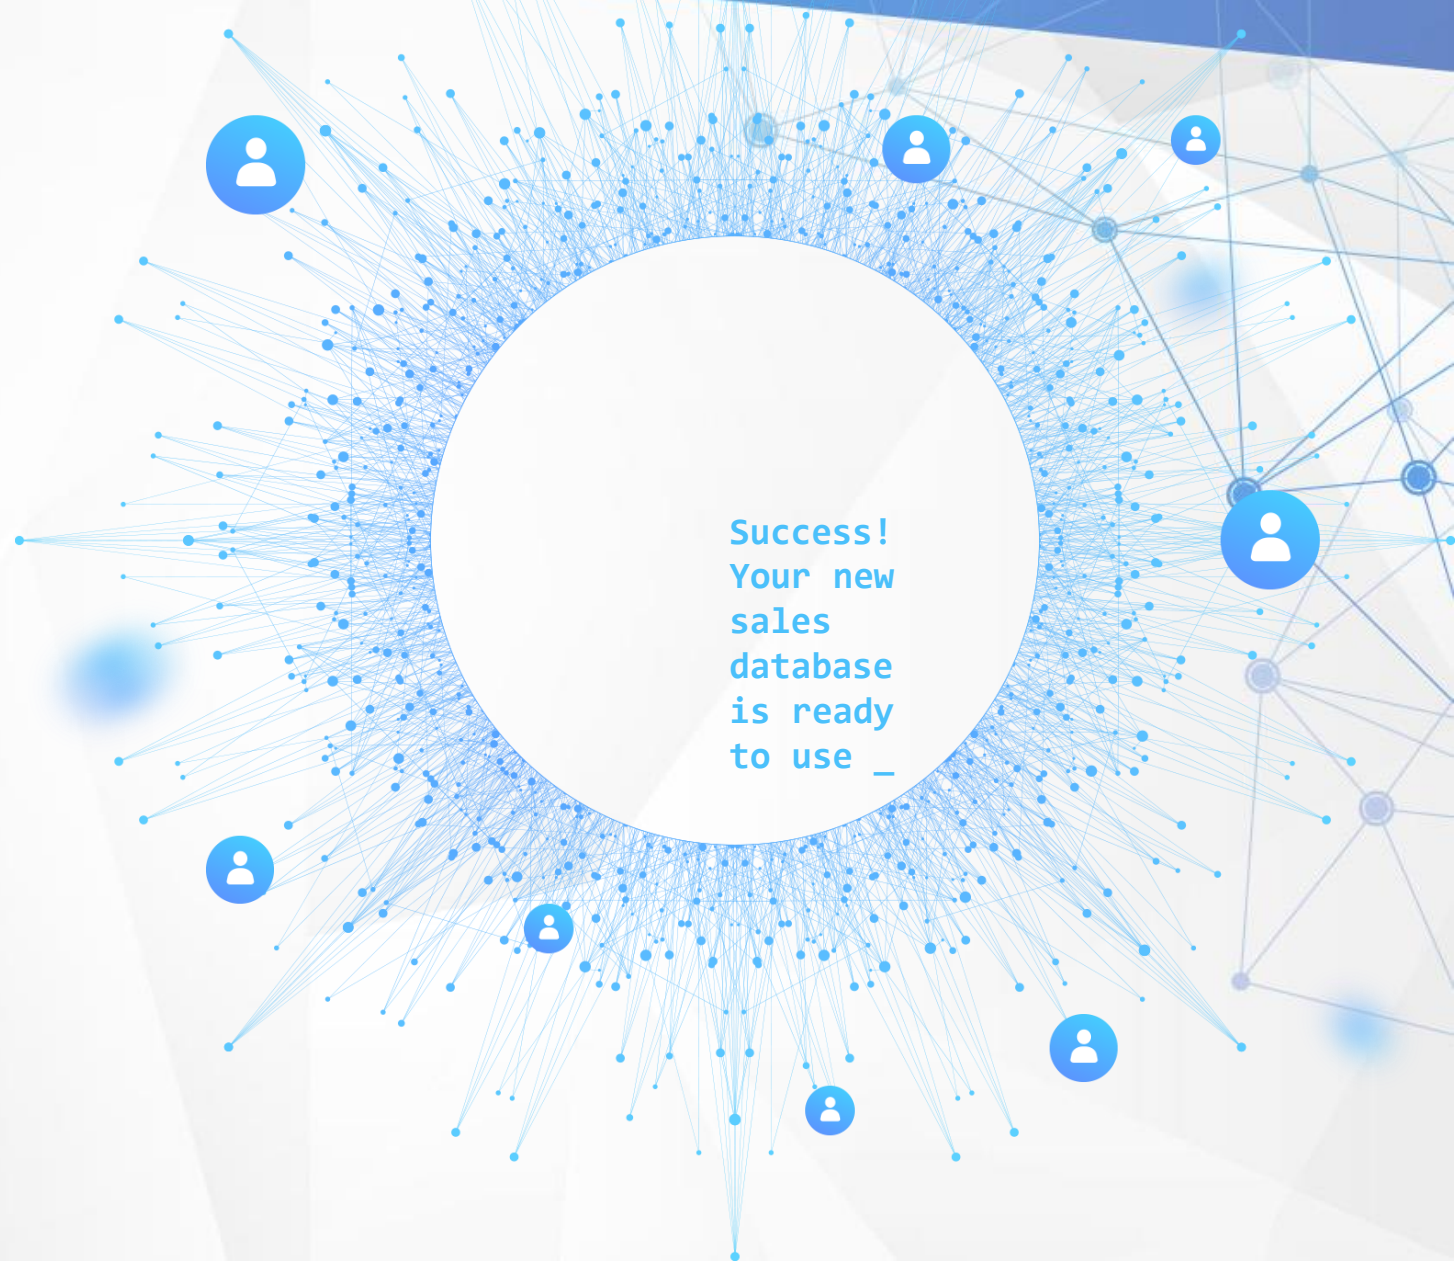 Success!
Your new
sales
database
is ready
to use _